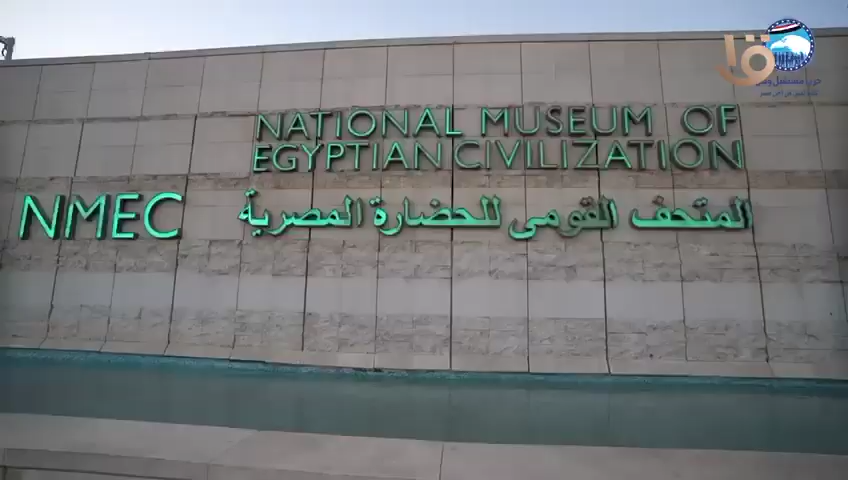 NATIONAL MUSEUM OF
EGYPTIAN CIVILIZATION
NMEC
المتحف القومى للحضارة المصرية